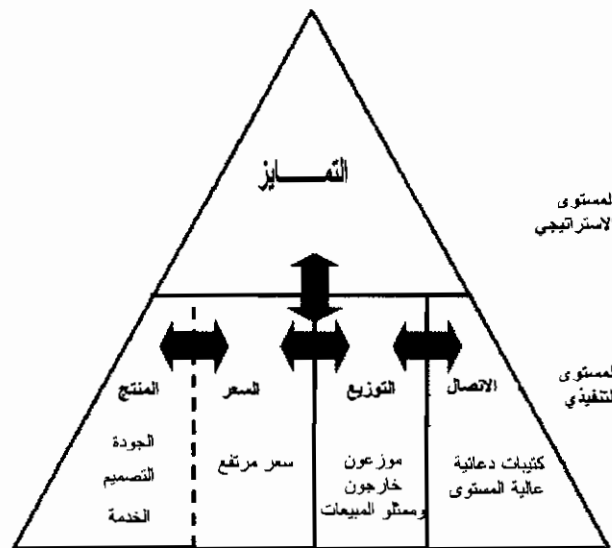 التمـــــايز
المستوى
الاستراتيجي
المستوى
التنفيذي
المنتج
السعر
التوزيع
الاتصال
الجودة
التصميم
الخدمة
سعر مرتفع
موزعون
خارجون
وممثلو المبيعات
كتيبات دعائية
عالية المستوى